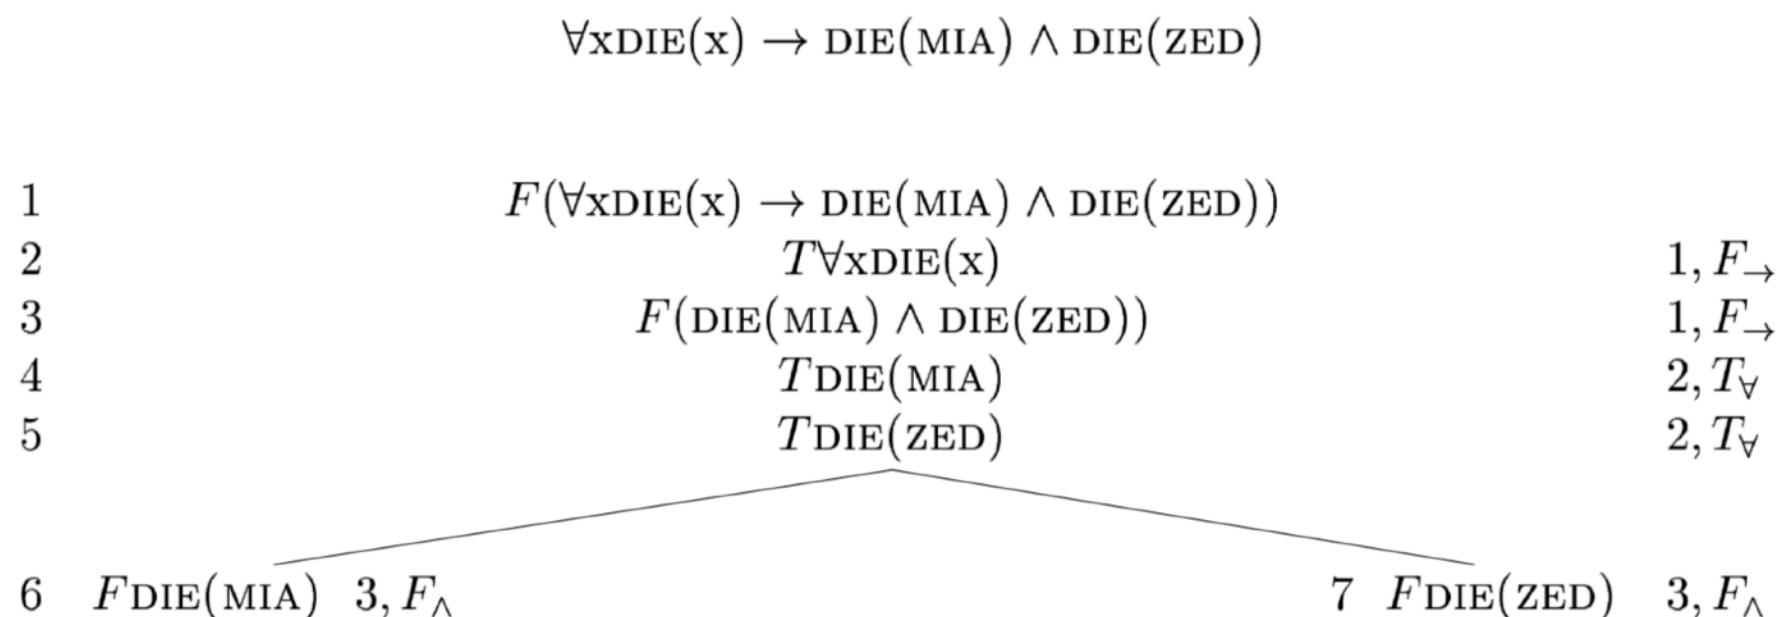 ∀xDIE(x) → DIE(MIA) ∧ DIE(ZED)
1 F(∀xDIE(x) → DIE(MIA) ∧ DIE(ZED))
2 T∀xDIE(x) 1, F→
3 F(DIE(MIA) ∧ DIE(ZED)) 1, F→
4 TDIE(MIA) 2, T∀
5 TDIE(ZED) 2, T∀
6 FDIE(MIA) 3, F∧ 7 FDIE(ZED) 3, F∧